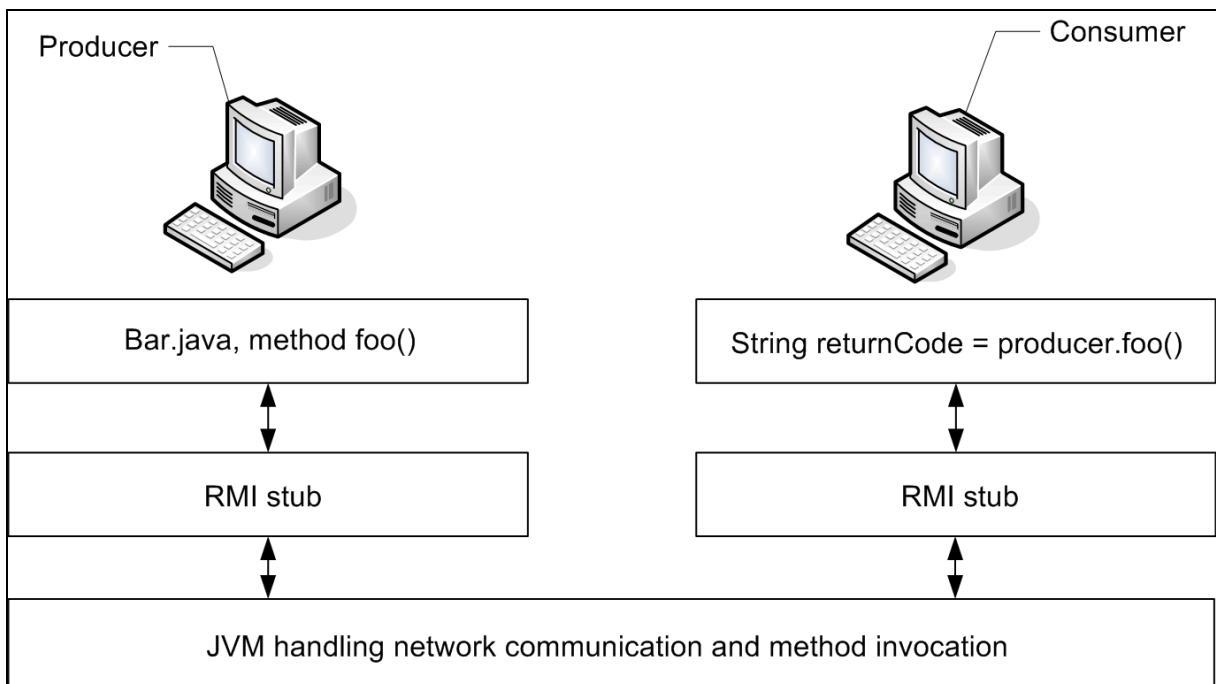 Producer
Consumer
Bar.java, method foo()
String returnCode = producer.foo()
RMI stub
RMI stub
JVM handling network communication and method invocation